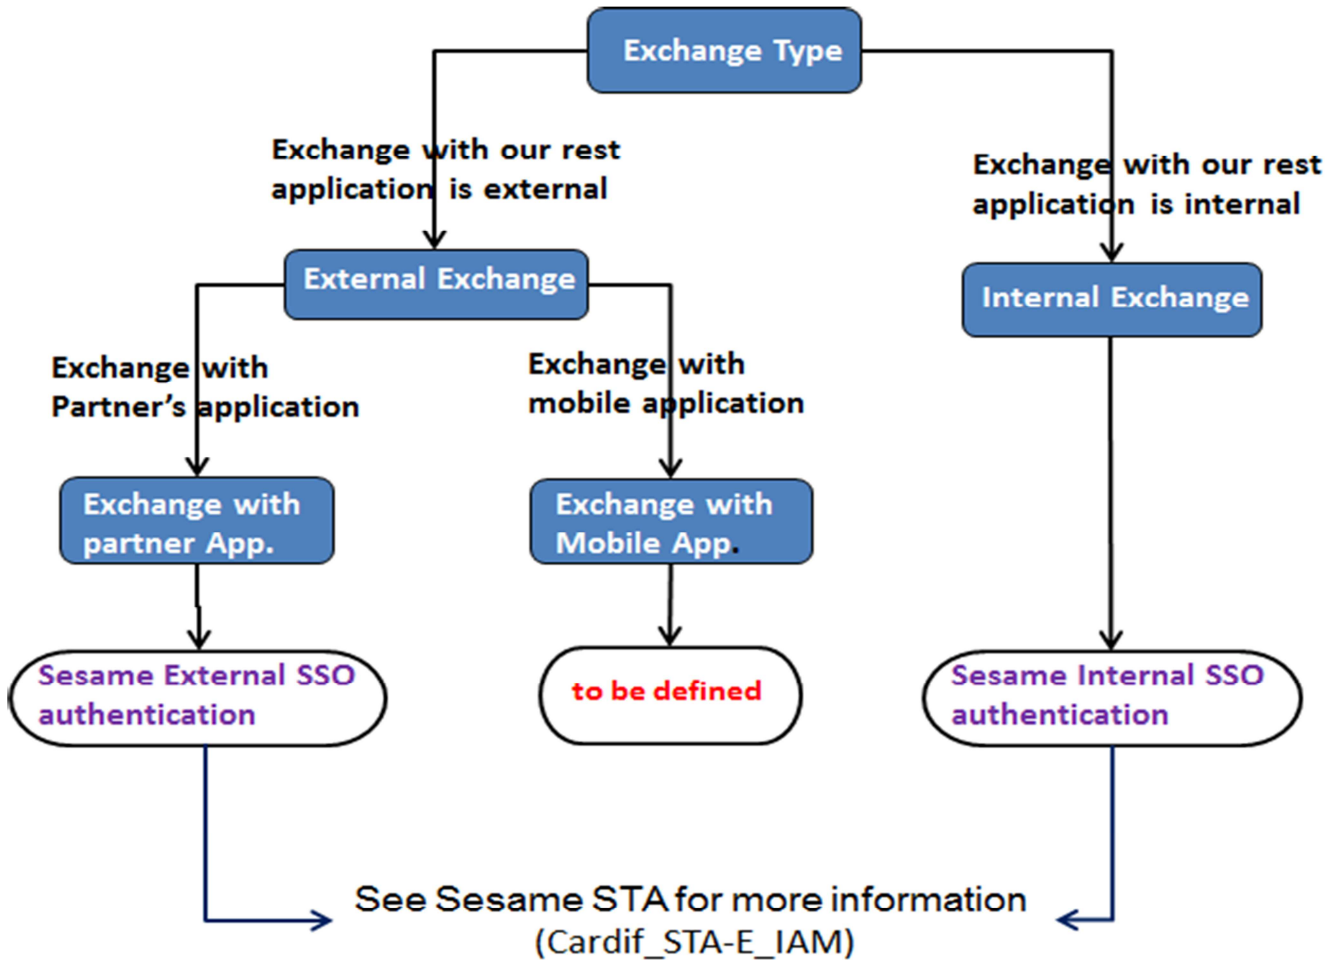 Exchange Type
Exchange with our rest
application is external
Exchange with our rest
application is internal
External Exchange
Internal Exchange
Exchange with
Partner's application
Exchange with
mobile application
Exchange with
partner App.
Exchange with
Mobile App.
Sesame External SSO
authentication
to be defined
Sesame Internal SSO
authentication
See Sesame STA for more information
(Cardif_STA-E_IAM)